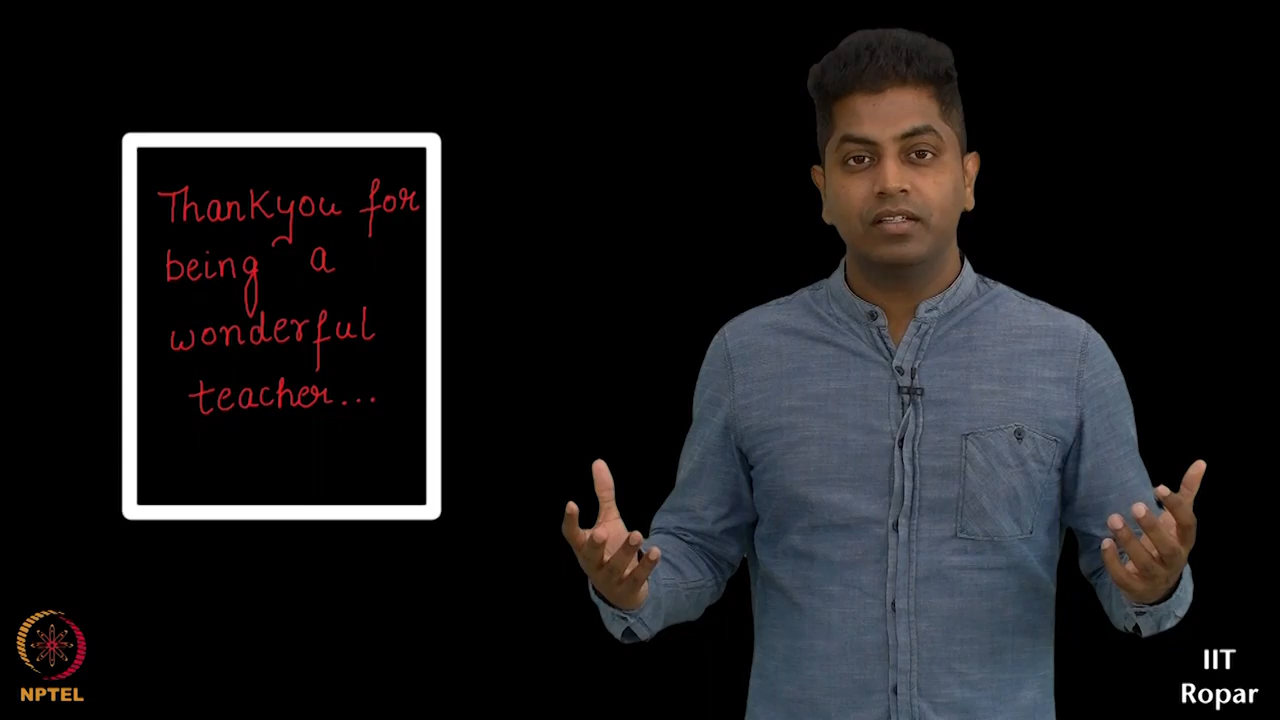 Thankyou for
being a
wonderful
teacher...
NPTEL
IIT
Ropar